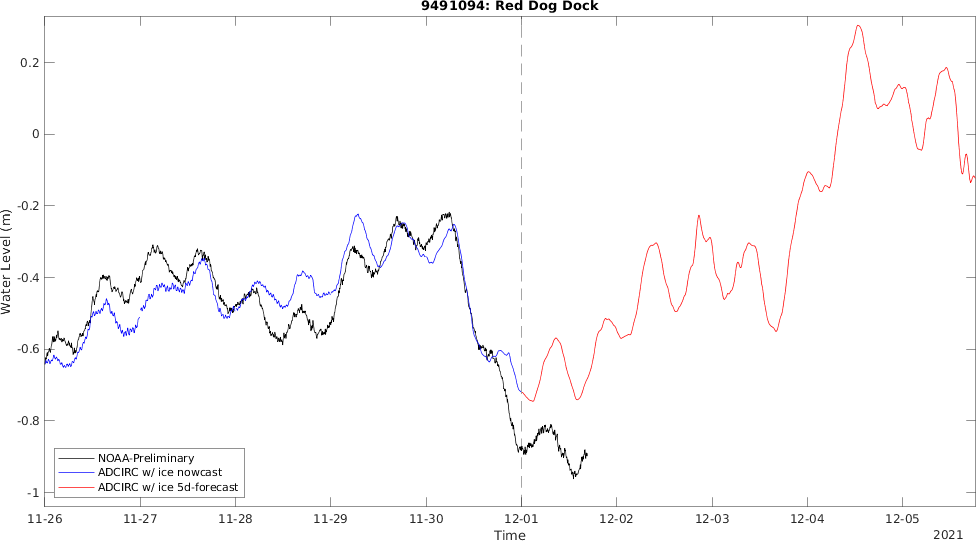 9491094: Red Dog Dock
Water Level (m)
0.2
0
-0.2
-0.4
-0.6
-0.8
-1
NOAA-Preliminary
ADCIRC w/ ice nowcast
ADCIRC w/ ice 5d-forecast
11-26 11-27 11-28 11-29 11-30 12-01 12-02 12-03 12-04 12-05
Time
2021